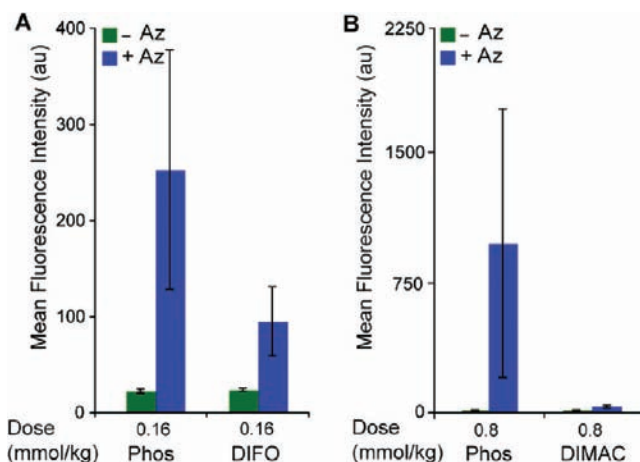 A
Mean Fluorescence Intensity (au)
400
300
200
100
0
– Az
+ Az
Dose 0.16 0.16
(mmol/kg) Phos DIFO
B
Mean Fluorescence Intensity (au)
2250
1500
750
0
– Az
+ Az
Dose 0.8 0.8
(mmol/kg) Phos DIMAC